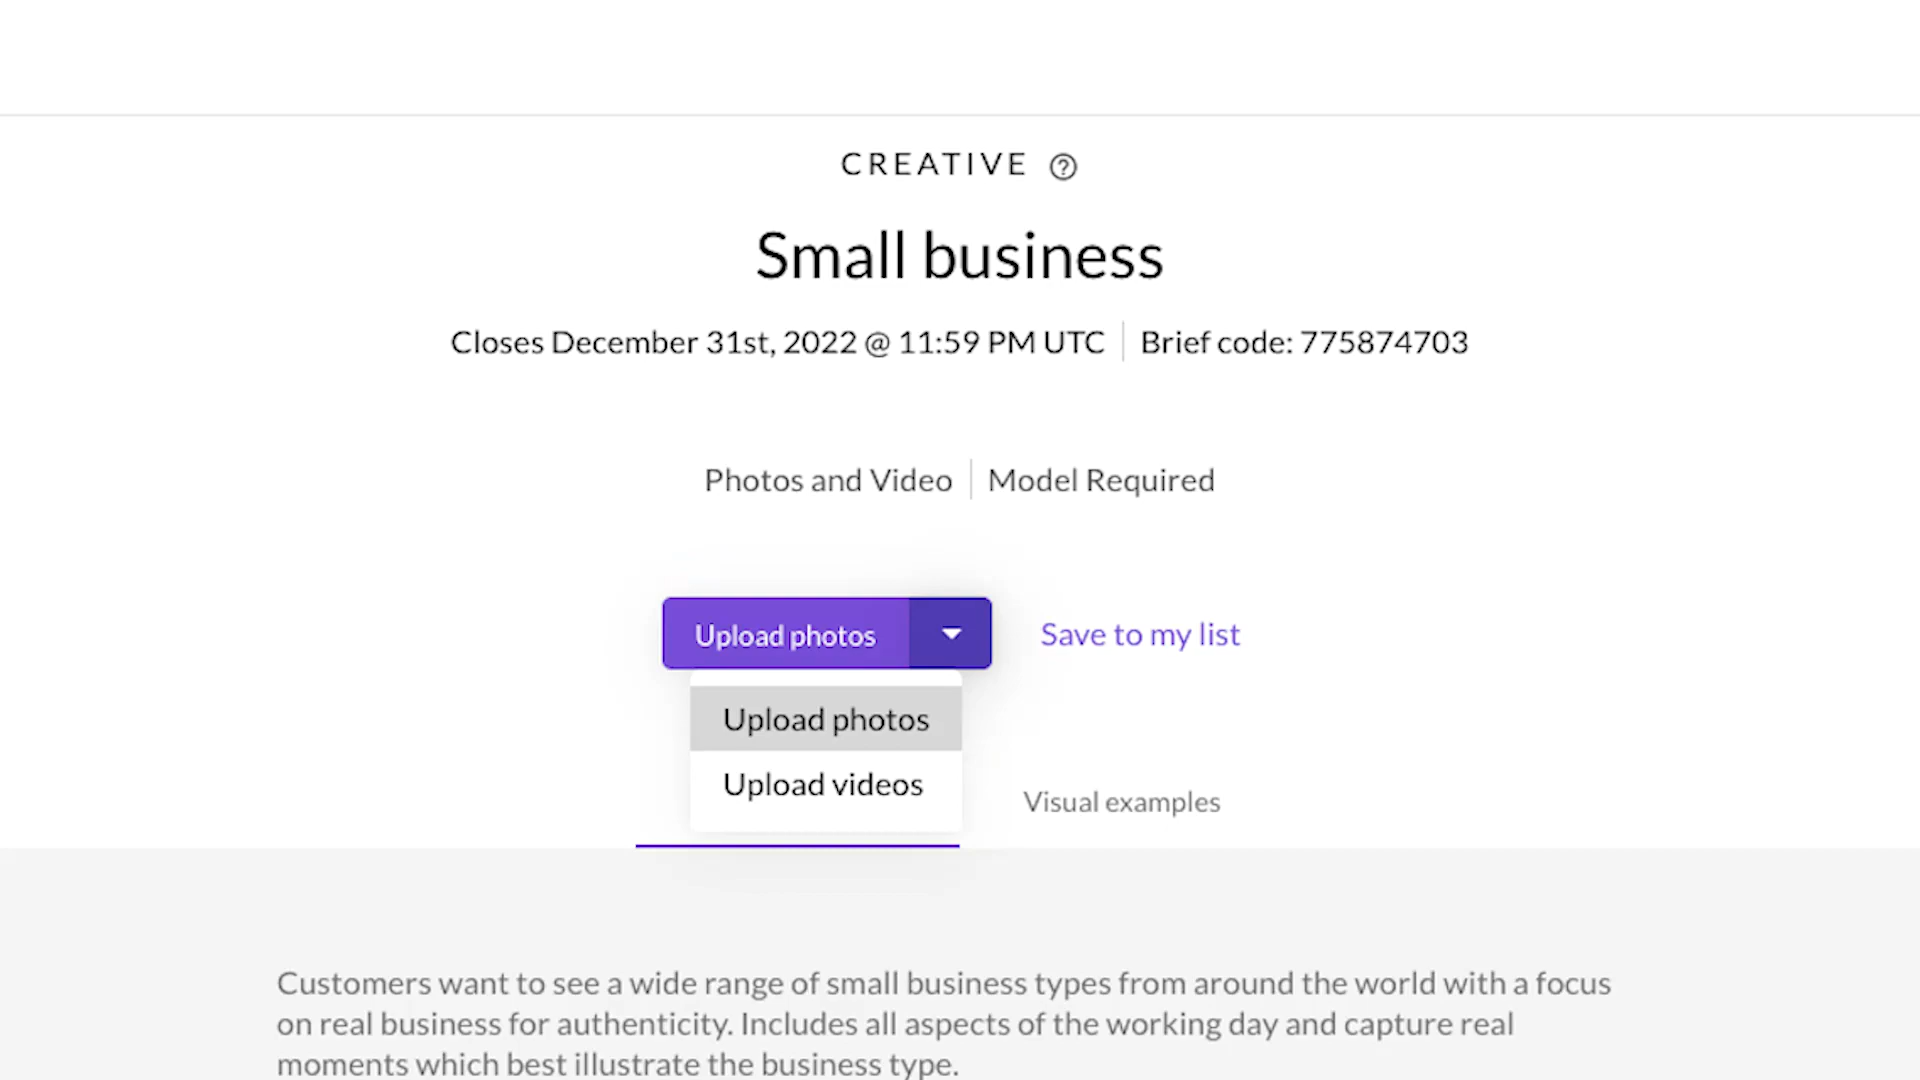 CREATIVE
Small business
Closes December 31st, 2022 @ 11:59 PM UTC Brief code: 775874703
Photos and Video Model Required
Upload photos Save to my list
Upload photos
Upload videos
Visual examples
Customers want to see a wide range of small business types from around the world with a focus
on real business for authenticity. Includes all aspects of the working day and capture real
moments which best illustrate the business type.